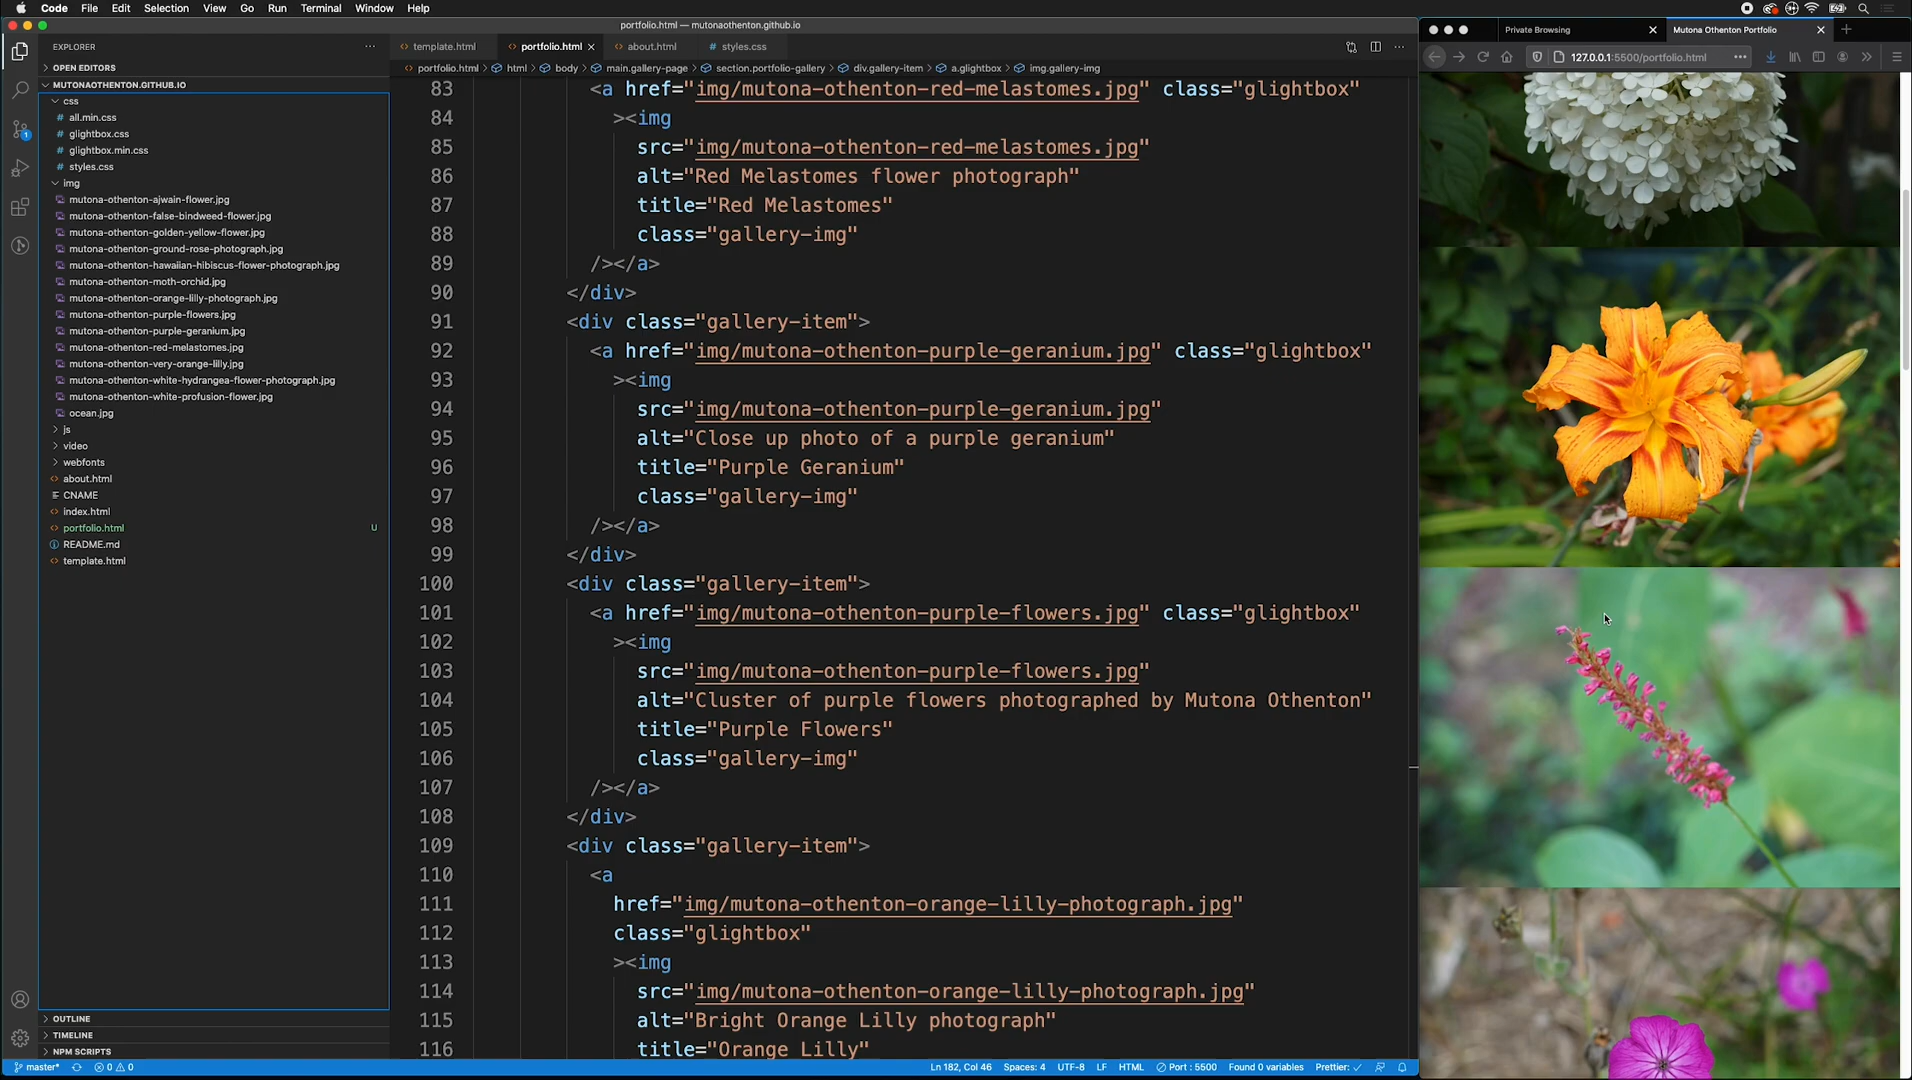 Code File Edit Selection View Go Run Terminal Window Help
portfolio.html — mutonaothenton.github.io
EXPLORER
OPEN EDITORS
MUTONAOTHENTON.GITHUB.IO
css
all.min.css
glightbox.css
glightbox.min.css
styles.css
img
mutona-othenton-ajwain-flower.jpg
mutona-othenton-false-bindweed-flower.jpg
mutona-othenton-golden-yellow-flower.jpg
mutona-othenton-ground-rose-photograph.jpg
mutona-othenton-hawaiian-hibiscus-flower-photograph.jpg
mutona-othenton-moth-orchid.jpg
mutona-othenton-orange-lilly-photograph.jpg
mutona-othenton-purple-flowers.jpg
mutona-othenton-purple-geranium.jpg
mutona-othenton-red-melastomes.jpg
mutona-othenton-very-orange-lilly.jpg
mutona-othenton-white-hydrangea-flower-photograph.jpg
mutona-othenton-white-profusion-flower.jpg
ocean.jpg
js
video
webfonts
about.html
CNAME
index.html
portfolio.html U
README.md
template.html
OUTLINE
TIMELINE
NPM SCRIPTS
1
template.html portfolio.html about.html styles.css
portfolio.html > html > body > main.gallery-page > section.portfolio-gallery > div.gallery-item > a.glightbox > img.gallery-img
83 <a href="img/mutona-othenton-red-melastomes.jpg" class="glightbox"
84 ><img
85 src="img/mutona-othenton-red-melastomes.jpg"
86 alt="Red Melastomes flower photograph"
87 title="Red Melastomes"
88 class="gallery-img"
89 /></a>
90 </div>
91 <div class="gallery-item">
92 <a href="img/mutona-othenton-purple-geranium.jpg" class="glightbox"
93 ><img
94 src="img/mutona-othenton-purple-geranium.jpg"
95 alt="Close up photo of a purple geranium"
96 title="Purple Geranium"
97 class="gallery-img"
98 /></a>
99 </div>
100 <div class="gallery-item">
101 <a href="img/mutona-othenton-purple-flowers.jpg" class="glightbox"
102 ><img
103 src="img/mutona-othenton-purple-flowers.jpg"
104 alt="Cluster of purple flowers photographed by Mutona Othenton"
105 title="Purple Flowers"
106 class="gallery-img"
107 /></a>
108 </div>
109 <div class="gallery-item">
110 <a
111 href="img/mutona-othenton-orange-lilly-photograph.jpg"
112 class="glightbox"
113 ><img
114 src="img/mutona-othenton-orange-lilly-photograph.jpg"
115 alt="Bright Orange Lilly photograph"
116 title="Orange Lilly"
master* 0 0 Ln 182, Col 46 Spaces: 4 UTF-8 LF HTML Port : 5500 Found 0 variables Prettier: ✓
Private Browsing Mutona Othenton Portfolio
127.0.0.1:5500/portfolio.html